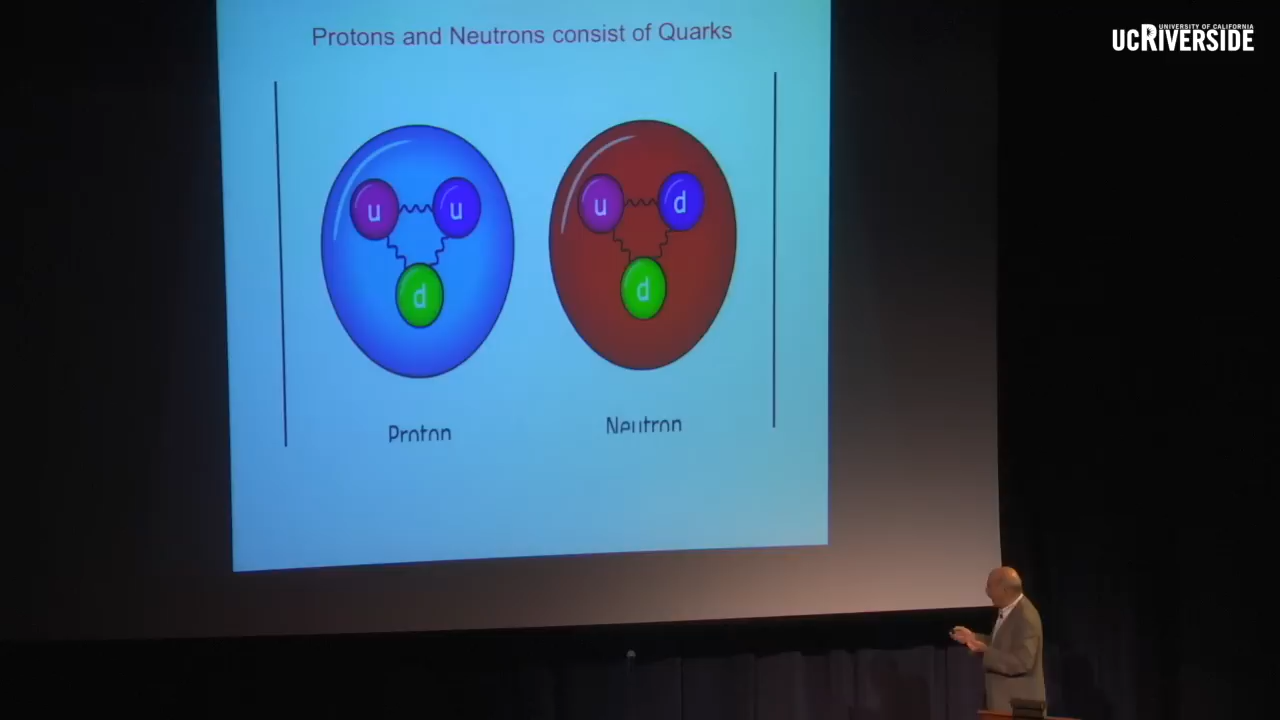 Protons and Neutrons consist of Quarks
UNIVERSITY OF CALIFORNIA
UCRIVERSIDE
u u
d
u d
d
Proton
Neutron